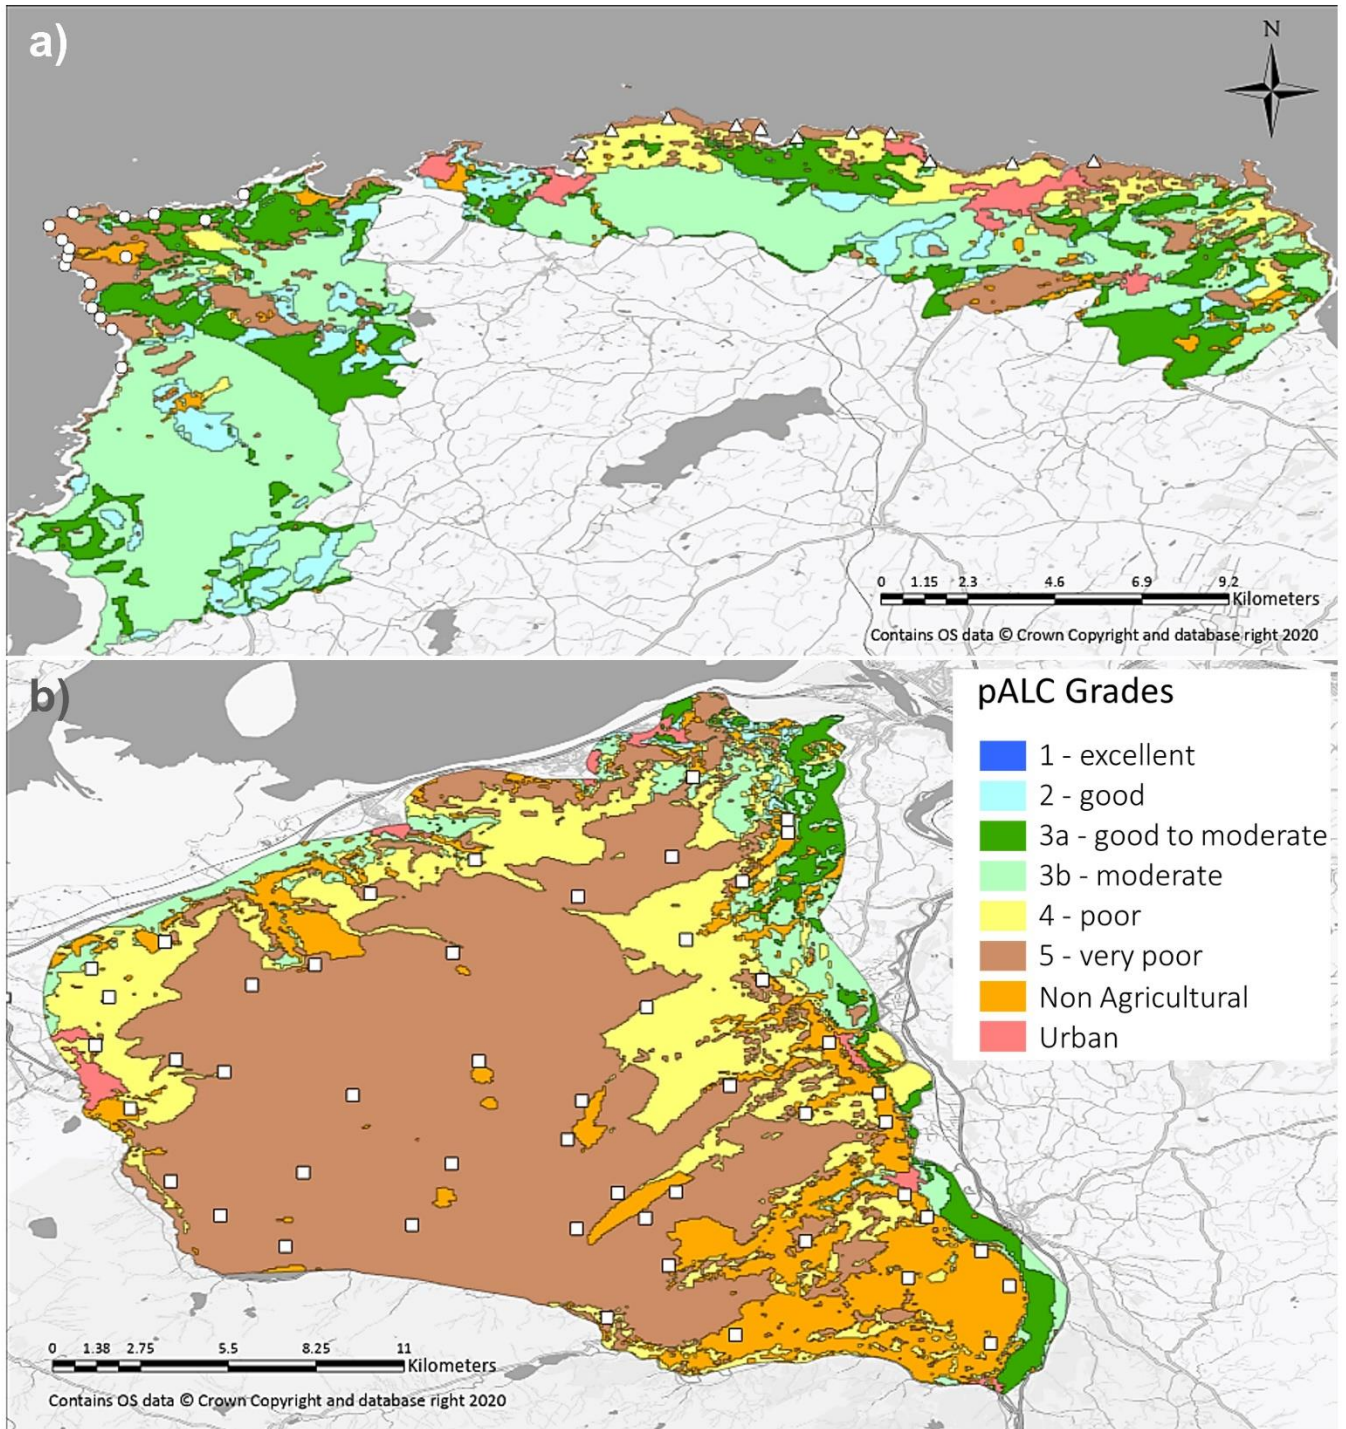 a)
N
0 1.15 2.3 4.6 6.9 9.2
Kilometers
Contains OS data © Crown Copyright and database right 2020
b)
pALC Grades
1 - excellent
2 - good
3a - good to moderate
3b - moderate
4 - poor
5 - very poor
Non Agricultural
Urban
0 1.38 2.75 5.5 8.25 11
Kilometers
Contains OS data © Crown Copyright and database right 2020